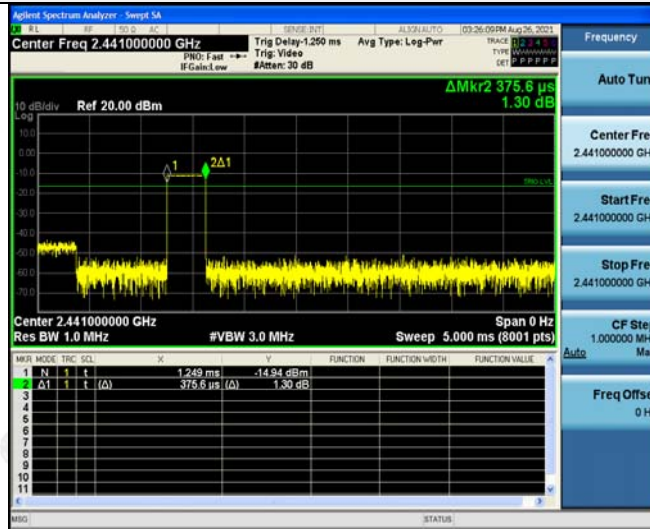 Agilent Spectrum Analyzer - Swept SA
RL RF 50 Ω AC SENSE:INT ALIGN AUTO 03:26:09 PM Aug 26, 2021
Center Freq 2.441000000 GHz
PNO: Fast
IFGain:Low
Trig Delay-1.250 ms
Trig: Video
#Atten: 30 dB
Avg Type: Log-Pwr
TRACE 1 2 3 4 5 6
TYPE
DET P P P P P P
ΔMkr2 375.6 µs
1.30 dB
10 dB/div
Log
Ref 20.00 dBm
10.0
0.00
-10.0
-20.0
-30.0
-40.0
-50.0
-60.0
-70.0
1
2Δ1
TRIG LVL
Center 2.441000000 GHz Span 0 Hz
Res BW 1.0 MHz #VBW 3.0 MHz Sweep 5.000 ms (8001 pts)
MKR MODE TRC SCL X Y FUNCTION FUNCTION WIDTH FUNCTION VALUE
1 N 1 t 1.249 ms -14.94 dBm
2 Δ1 1 t (Δ) 375.6 µs (Δ) 1.30 dB
3
4
5
6
7
8
9
10
11
MSG STATUS
Frequency
Auto Tun
Center Fre
2.441000000 GH
Start Fre
2.441000000 GH
Stop Fre
2.441000000 GH
CF Ste
1.000000 MH
Auto Ma
Freq Offse
0 H